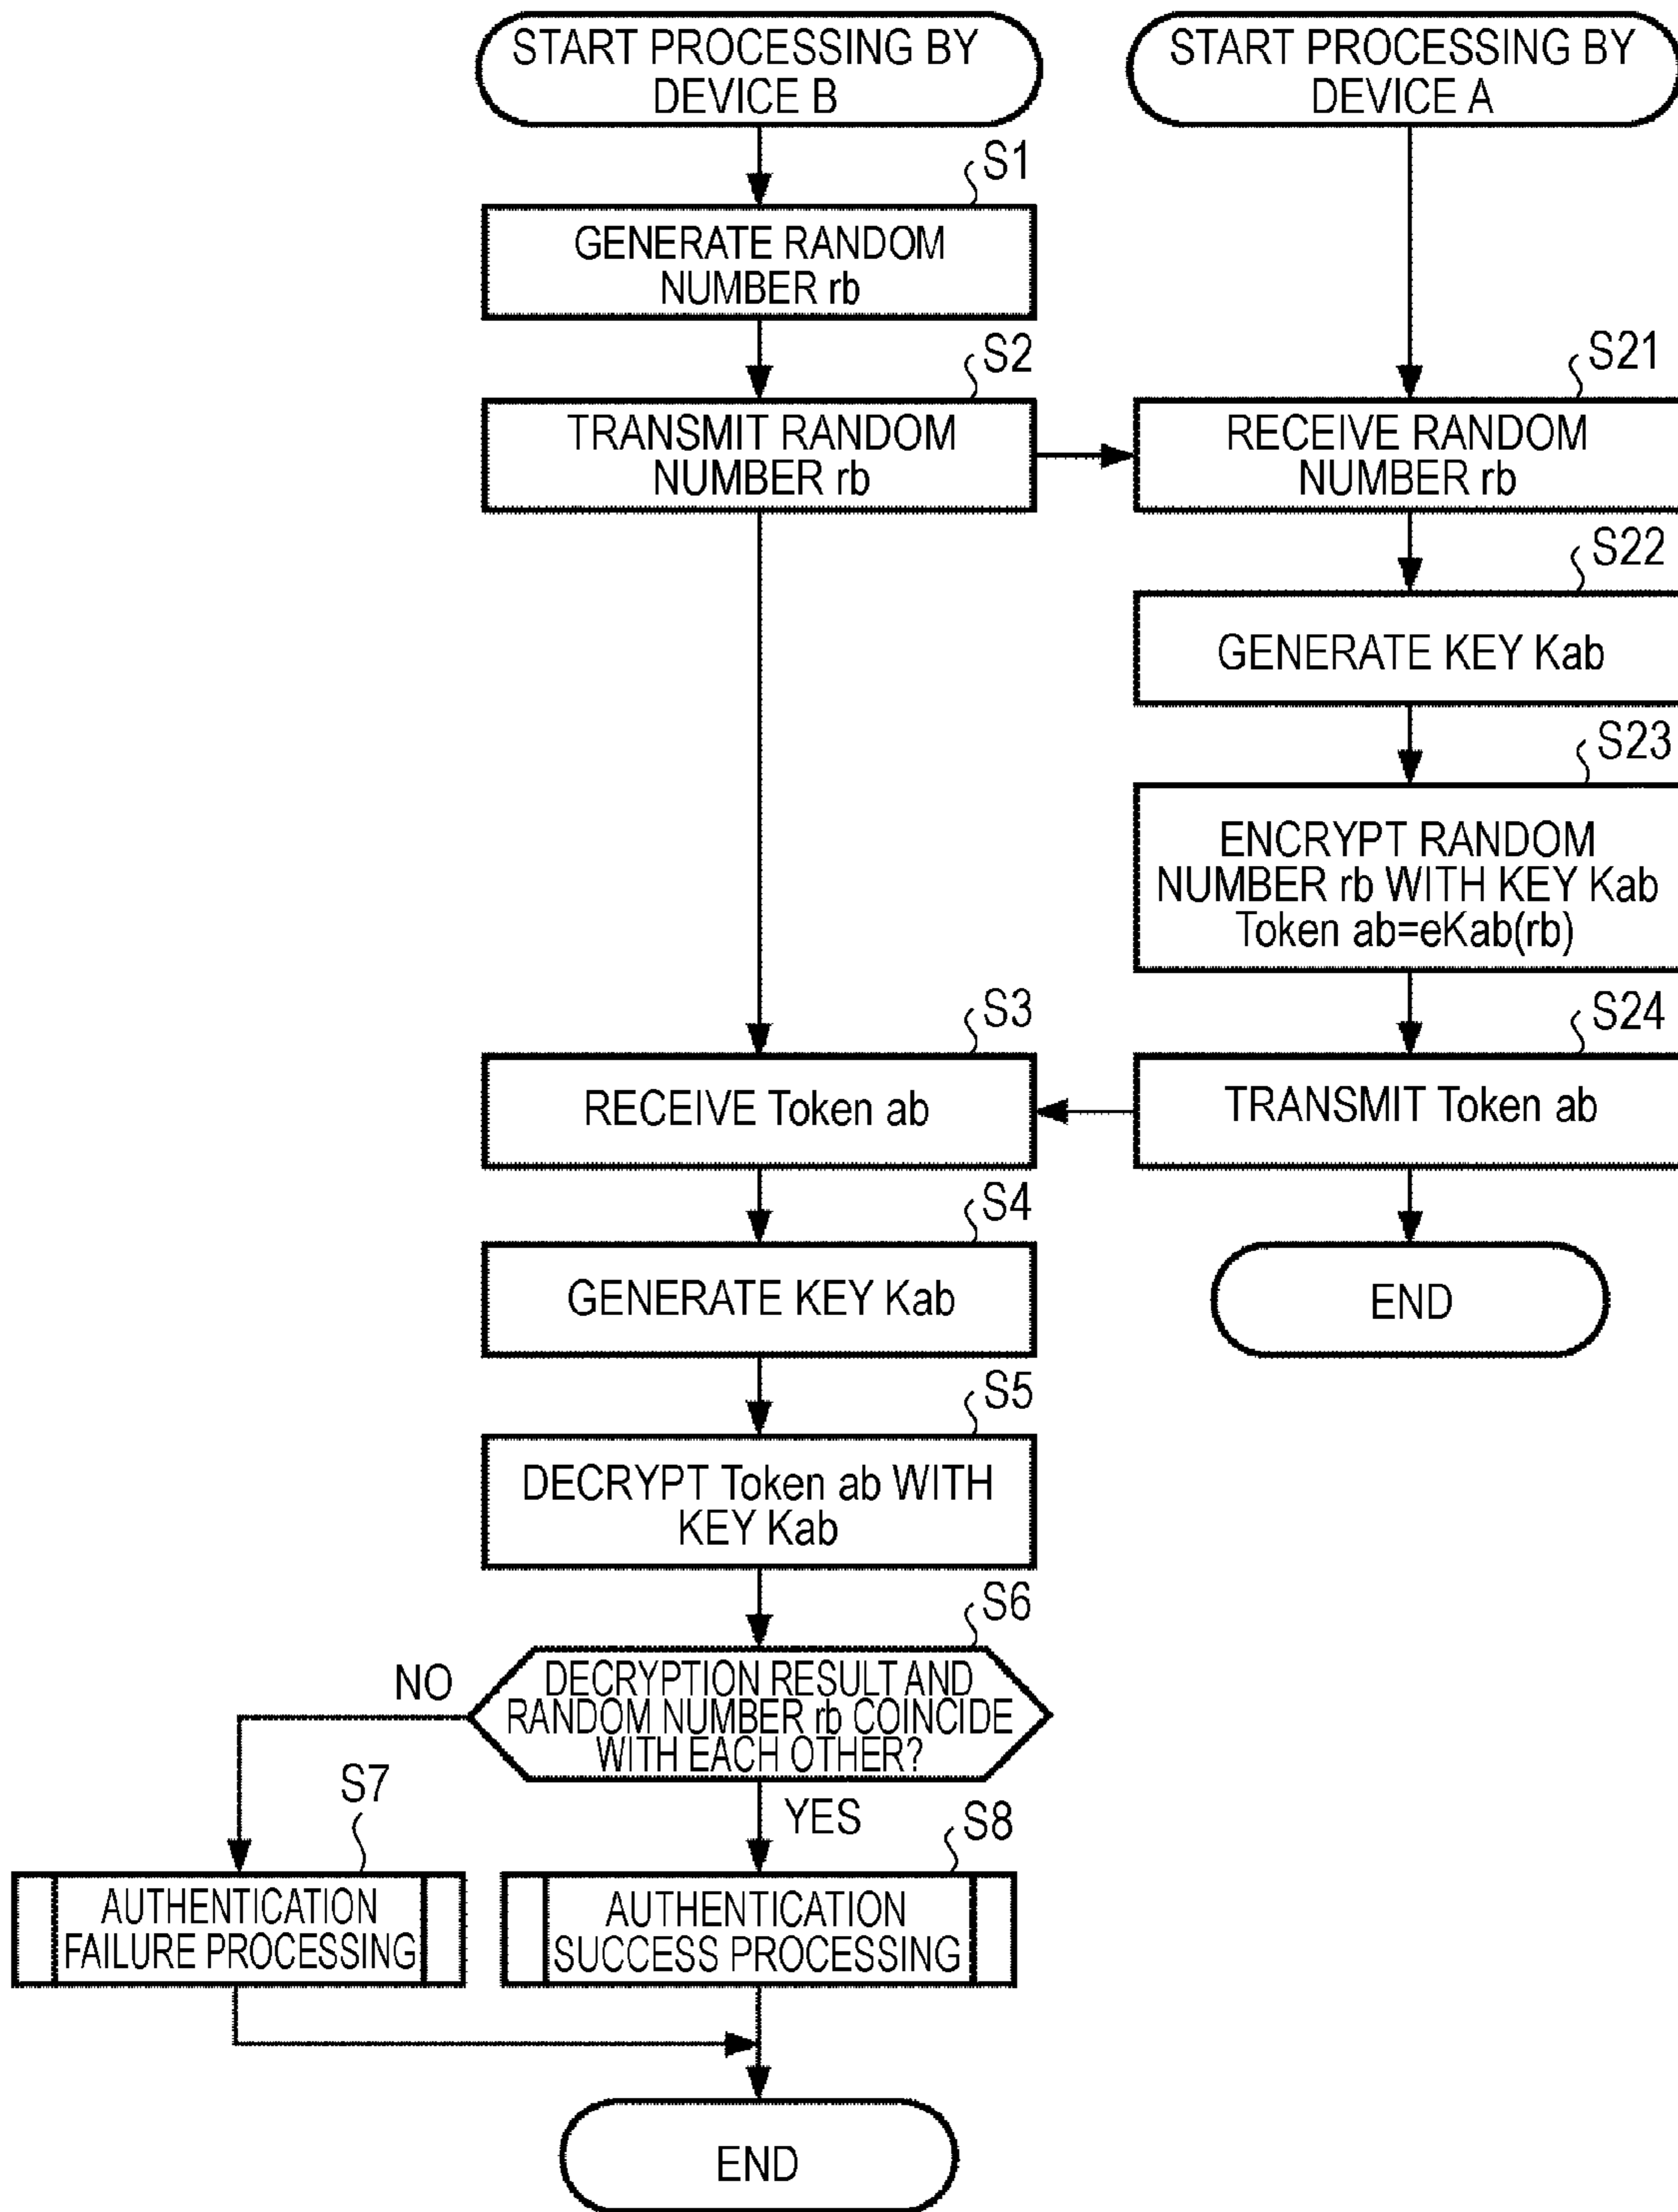 START PROCESSING BY
DEVICE B
START PROCESSING BY
DEVICE A
S1
GENERATE RANDOM
NUMBER rb
S2
TRANSMIT RANDOM
NUMBER rb
S21
RECEIVE RANDOM
NUMBER rb
S22
GENERATE KEY Kab
S23
ENCRYPT RANDOM
NUMBER rb WITH KEY Kab
Token ab=eKab(rb)
S3
RECEIVE Token ab
S24
TRANSMIT Token ab
S4
GENERATE KEY Kab
END
S5
DECRYPT Token ab WITH
KEY Kab
S6
DECRYPTION RESULT AND
RANDOM NUMBER rb COINCIDE
WITH EACH OTHER?
NO
YES
S7
AUTHENTICATION
FAILURE PROCESSING
S8
AUTHENTICATION
SUCCESS PROCESSING
END